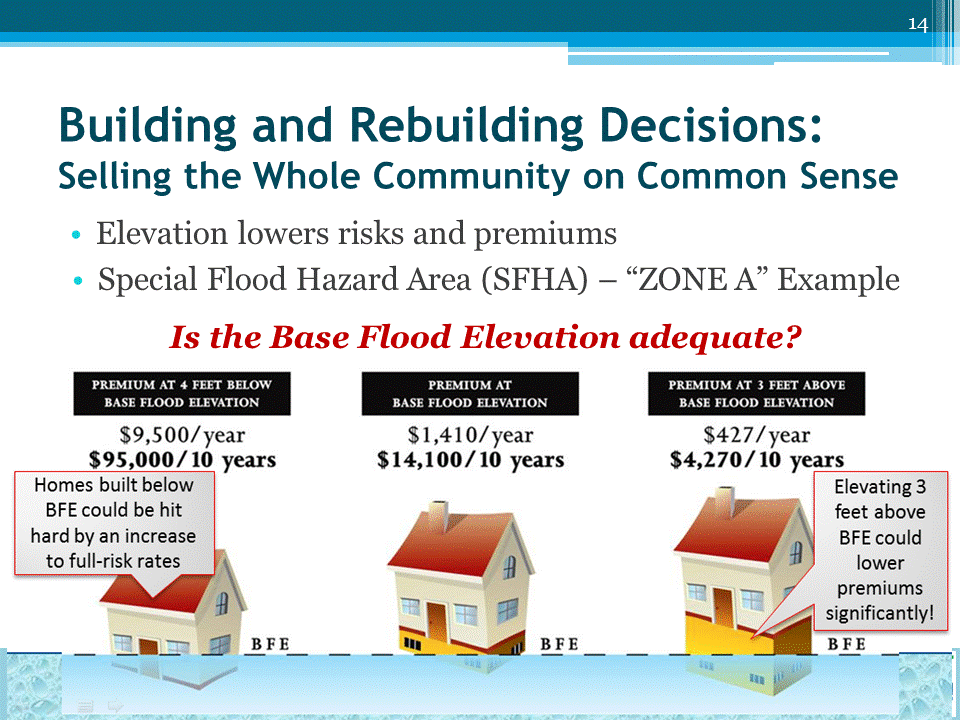 14
Building and Rebuilding Decisions:
Selling the Whole Community on Common Sense
• Elevation lowers risks and premiums
• Special Flood Hazard Area (SFHA) – “ZONE A” Example
Is the Base Flood Elevation adequate?
PREMIUM AT 4 FEET BELOW
BASE FLOOD ELEVATION
$9,500/year
$95,000/10 years
Homes built below
BFE could be hit
hard by an increase
to full-risk rates
BFE
PREMIUM AT
BASE FLOOD ELEVATION
$1,410/year
$14,100/10 years
BFE
PREMIUM AT 3 FEET ABOVE
BASE FLOOD ELEVATION
$427/year
$4,270/10 years
Elevating 3
feet above
BFE could
lower
premiums
significantly!
BFE